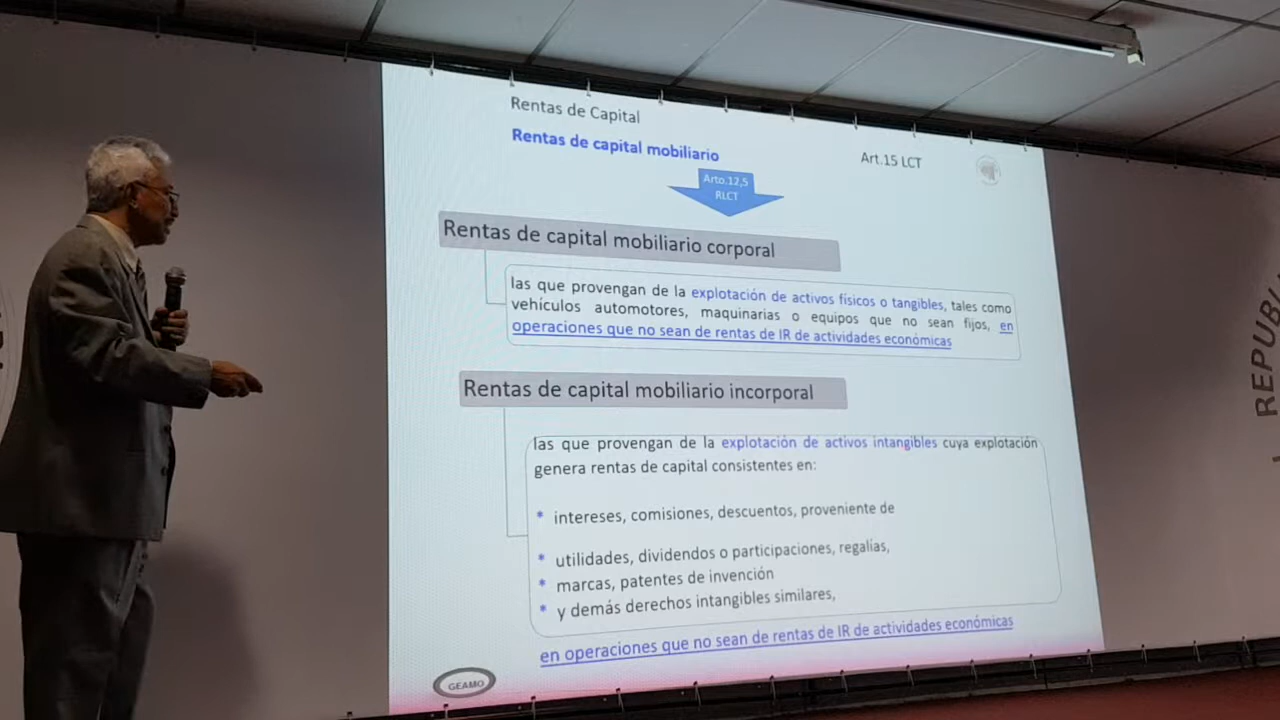 Rentas de Capital
Rentas de capital mobiliario
Art.15 LCT
Arto.12,5
RLCT
Rentas de capital mobiliario corporal
las que provengan de la explotación de activos físicos o tangibles, tales como
vehículos automotores, maquinarias o equipos que no sean fijos, en
operaciones que no sean de rentas de IR de actividades económicas
Rentas de capital mobiliario incorporal
las que provengan de la explotación de activos intangibles cuya explotación
genera rentas de capital consistentes en:
* intereses, comisiones, descuentos, proveniente de
* utilidades, dividendos o participaciones, regalías,
* marcas, patentes de invención
* y demás derechos intangibles similares,
en operaciones que no sean de rentas de IR de actividades económicas
GEAMO